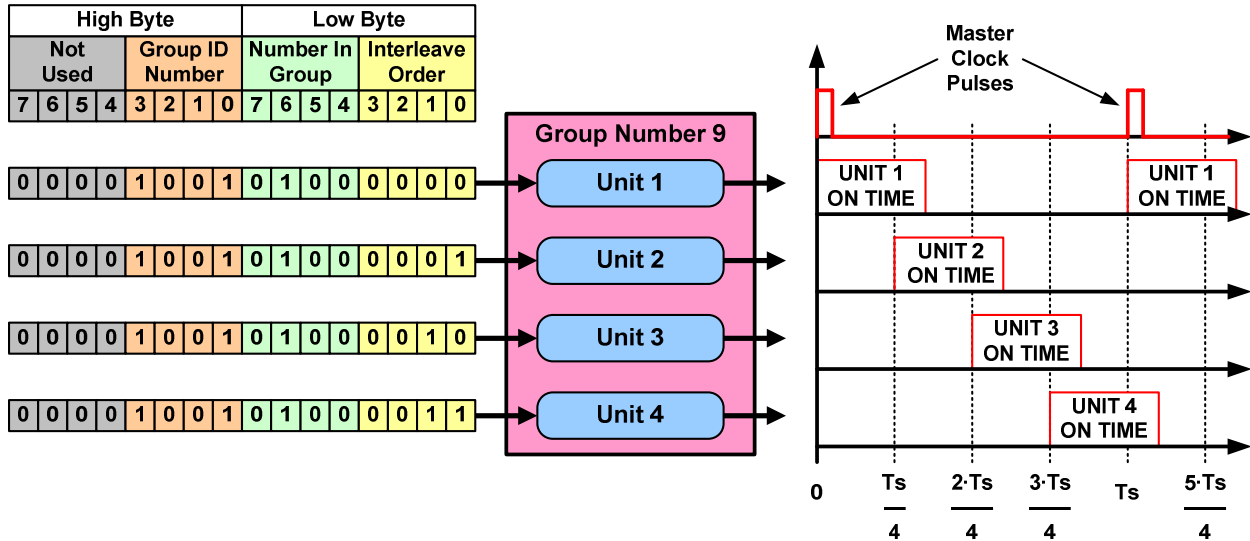 High Byte Low Byte
Not Used Group ID Number Number In Group Interleave Order
7 6 5 4 3 2 1 0 7 6 5 4 3 2 1 0
0 0 0 0 1 0 0 1 0 1 0 0 0 0 0 0
0 0 0 0 1 0 0 1 0 1 0 0 0 0 0 1
0 0 0 0 1 0 0 1 0 1 0 0 0 0 1 0
0 0 0 0 1 0 0 1 0 1 0 0 0 0 1 1
Group Number 9
Unit 1
Unit 2
Unit 3
Unit 4
Master
Clock
Pulses
UNIT 1
ON TIME
UNIT 1
ON TIME
UNIT 2
ON TIME
UNIT 3
ON TIME
UNIT 4
ON TIME
0 Ts/4 2·Ts/4 3·Ts/4 Ts 5·Ts/4